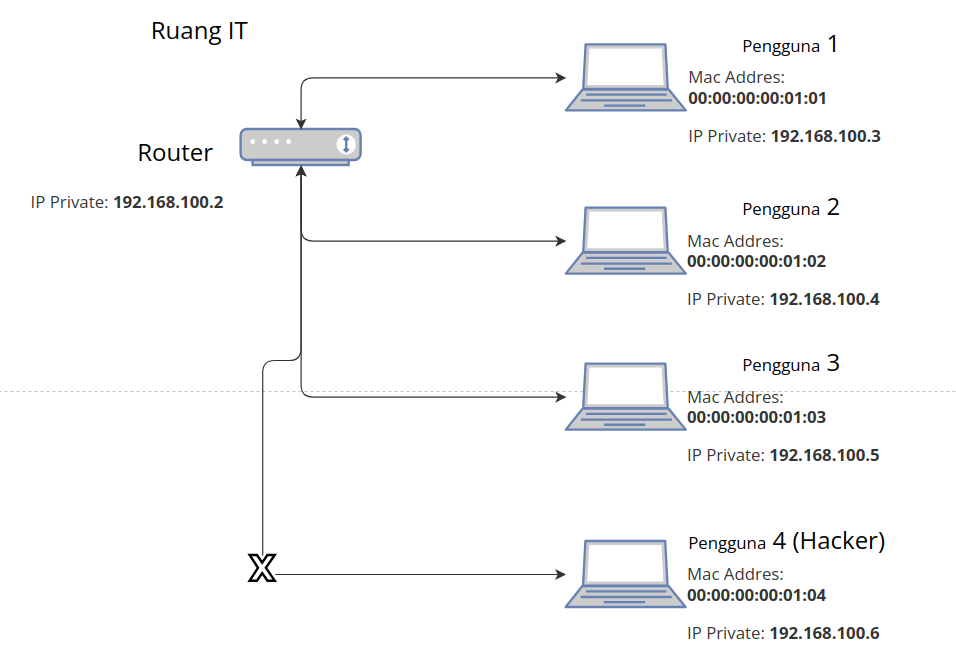 Ruang IT
Pengguna 1
Mac Addres:
00:00:00:00:01:01
IP Private: 192.168.100.3
Router
IP Private: 192.168.100.2
Pengguna 2
Mac Addres:
00:00:00:00:01:02
IP Private: 192.168.100.4
Pengguna 3
Mac Addres:
00:00:00:00:01:03
IP Private: 192.168.100.5
X
Pengguna 4 (Hacker)
Mac Addres:
00:00:00:00:01:04
IP Private: 192.168.100.6